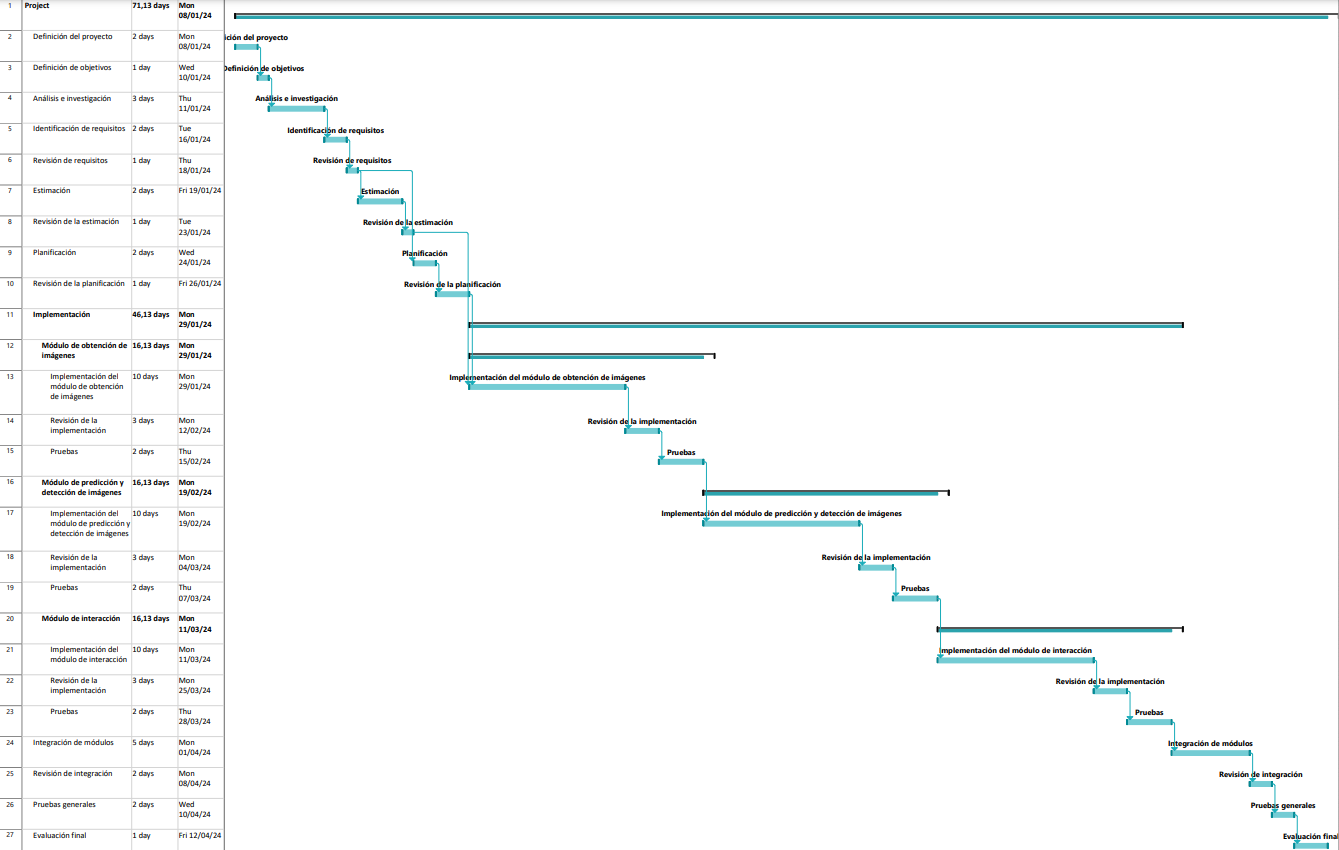 1 Project 71,13 days Mon
08/01/24
2 Definición del proyecto 2 days Mon
08/01/24
ición del proyecto
3 Definición de objetivos 1 day Wed
10/01/24
Definición de objetivos
4 Análisis e investigación 3 days Thu
11/01/24
Análisis e investigación
5 Identificación de requisitos 2 days Tue
16/01/24
Identificación de requisitos
6 Revisión de requisitos 1 day Thu
18/01/24
Revisión de requisitos
7 Estimación 2 days Fri 19/01/24
Estimación
8 Revisión de la estimación 1 day Tue
23/01/24
Revisión de la estimación
9 Planificación 2 days Wed
24/01/24
Planificación
10 Revisión de la planificación 1 day Fri 26/01/24
Revisión de la planificación
11 Implementación 46,13 days Mon
29/01/24
12 Módulo de obtención de 16,13 days Mon
imágenes 29/01/24
13 Implementación del 10 days Mon
módulo de obtención 29/01/24
de imágenes
Implementación del módulo de obtención de imágenes
14 Revisión de la 3 days Mon
implementación 12/02/24
Revisión de la implementación
15 Pruebas 2 days Thu
15/02/24
Pruebas
16 Módulo de predicción y 16,13 days Mon
detección de imágenes 19/02/24
17 Implementación del 10 days Mon
módulo de predicción y 19/02/24
detección de imágenes
Implementación del módulo de predicción y detección de imágenes
18 Revisión de la 3 days Mon
implementación 04/03/24
Revisión de la implementación
19 Pruebas 2 days Thu
07/03/24
Pruebas
20 Módulo de interacción 16,13 days Mon
11/03/24
21 Implementación del 10 days Mon
módulo de interacción 11/03/24
Implementación del módulo de interacción
22 Revisión de la 3 days Mon
implementación 25/03/24
Revisión de la implementación
23 Pruebas 2 days Thu
28/03/24
Pruebas
24 Integración de módulos 5 days Mon
01/04/24
Integración de módulos
25 Revisión de integración 2 days Mon
08/04/24
Revisión de integración
26 Pruebas generales 2 days Wed
10/04/24
Pruebas generales
27 Evaluación final 1 day Fri 12/04/24
Evaluación final